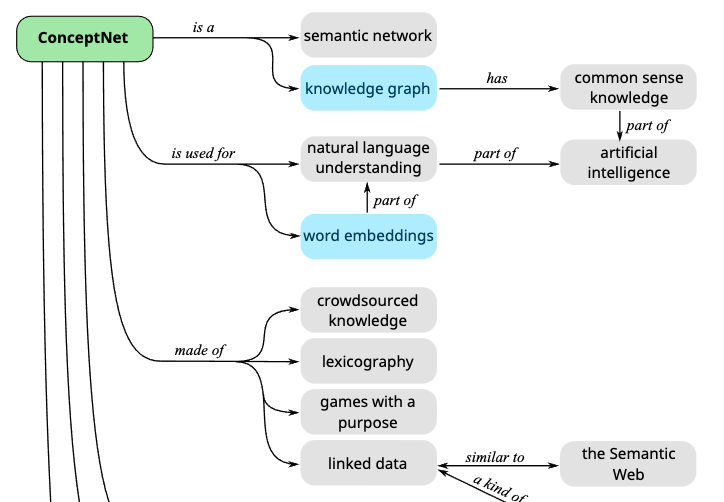 ConceptNet
is a
semantic network
knowledge graph
has
common sense
knowledge
part of
is used for
natural language
understanding
part of
artificial
intelligence
part of
word embeddings
crowdsourced
knowledge
made of
lexicography
games with a
purpose
linked data
similar to
the Semantic
Web
a kind of